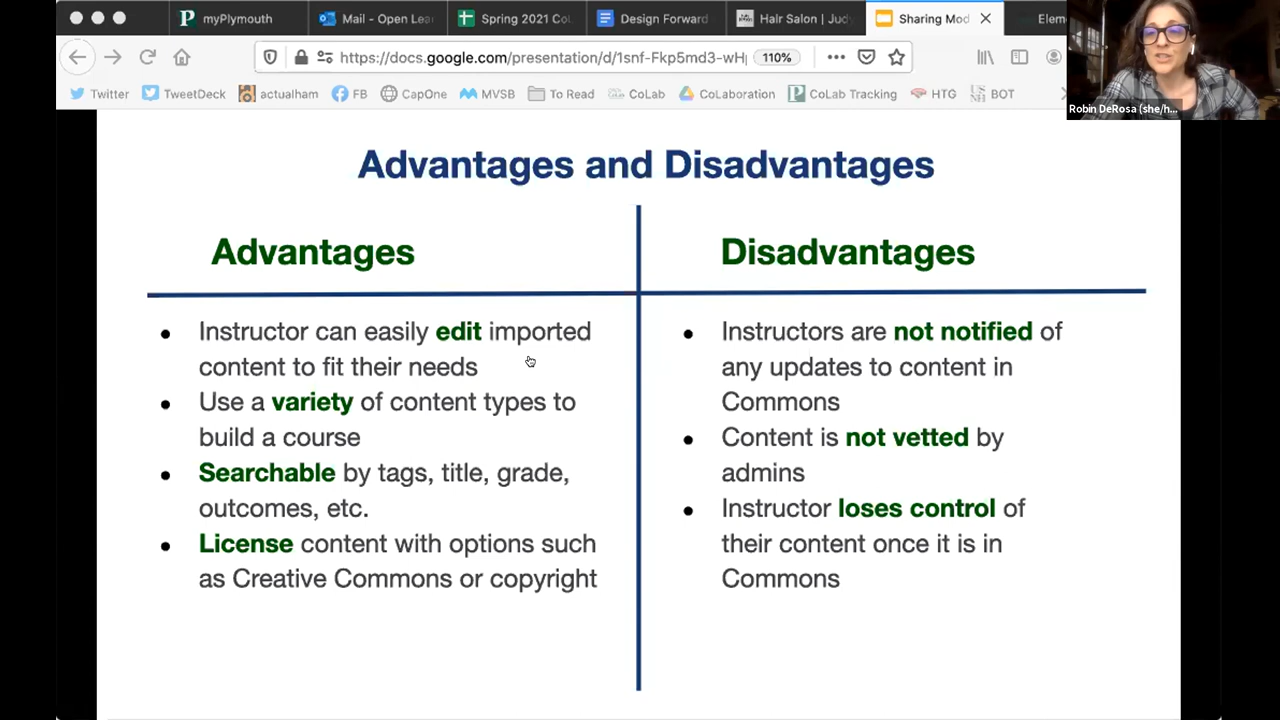 myPlymouth
Mail - Open Lear
Spring 2021 CoL
Design Forward
Hair Salon | Judy
Sharing Mod
Eleme
https://docs.google.com/presentation/d/1snf-Fkp5md3-wHp
110%
Twitter
TweetDeck
actualham
FB
CapOne
MVSB
To Read
CoLab
CoLaboration
CoLab Tracking
HTG
BOT
Robin DeRosa (she/h...
Advantages and Disadvantages
Advantages
Instructor can easily edit imported
content to fit their needs
Use a variety of content types to
build a course
Searchable by tags, title, grade,
outcomes, etc.
License content with options such
as Creative Commons or copyright
Disadvantages
Instructors are not notified of
any updates to content in
Commons
Content is not vetted by
admins
Instructor loses control of
their content once it is in
Commons